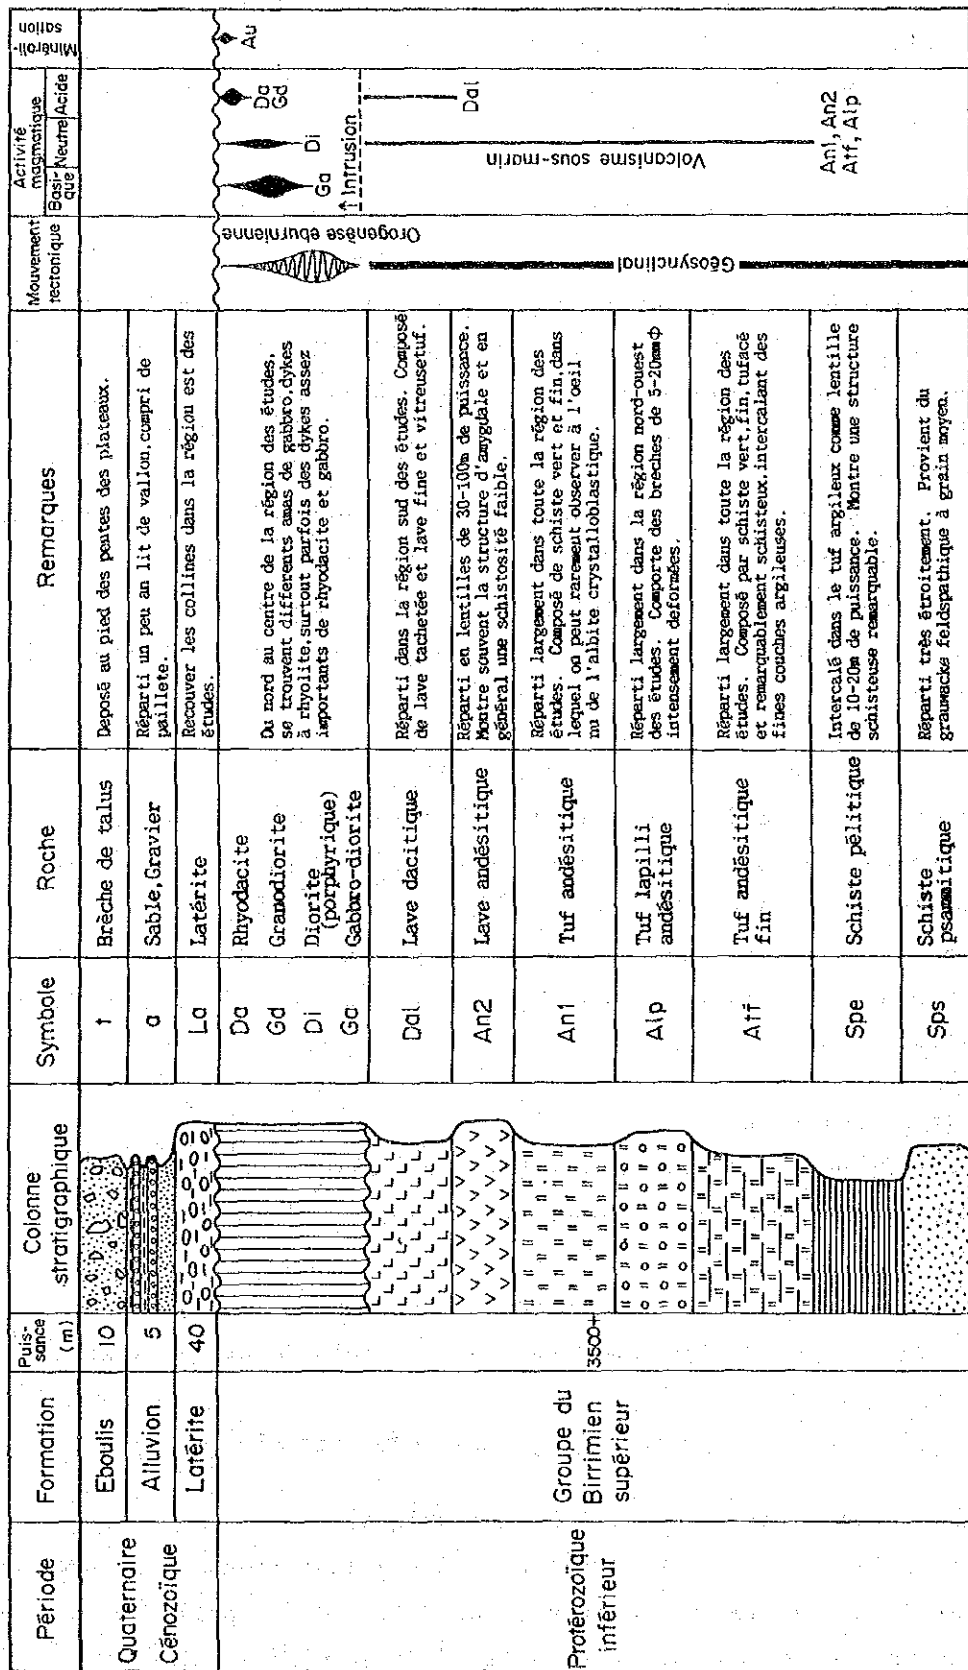 Période
Formation
Puis-
sance
(m)
Colonne
stratigraphique
Symbole
Roche
Remarques
Mouvement
tectonique
Activité
magmatique
Basi-
que
Neutre
Acide
Minérali-
sation
Quaternaire
Cénozoïque
Eboulis
10
t
Brèche de talus
Deposé au pied des pentes des plateaux.
Alluvion
5
a
Sable,Gravier
Réparti un peu an lit de vallon,compri de
paillete.
Latérite
40
La
Latérite
Recouver les collines dans la région est des
études.
Protérozoïque
inférieur
Groupe du
Birrimien
supérieur
3500+
Da
Rhyodacite
Gd
Granodiorite
Di
Diorite
(porphyrique)
Ga
Gabbro-diorite
Du nord au centre de la région des études,
se trouvent differents amas de gabbro,dykes
à rhyolite,surtout parfois des dykes assez
importants de rhyodacite et gabbro.
Dal
Lave dacitique
Réparti dans la région sud des études. Composé
de lave tachetée et lave fine et vitreusetuf.
An2
Lave andésitique
Réparti en lentilles de 30-100m de puissance.
Montre souvent la structure d'amygdale et en
général une schistosité faible.
An1
Tuf andésitique
Réparti largement dans toute la région des
études. Composé de schiste vert et fin,dans
lequel on peut rarement observer à l'oeil
nu de l'albite crystalloblastique.
Alp
Tuf lapilli
andésitique
Réparti largement dans la région nord-ouest
des études. Comporte des breches de 5-20mmφ
intensement deformées.
Atf
Tuf andésitique
fin
Réparti largement dans toute la région des
études. Composé par schiste vert,fin,tufacé
et remarquablement schisteux,intercalant des
fines couches argileuses.
Spe
Schiste pélitique
Intercalé dans le tuf argileux comme lentille
de 10-20m de puissance. Montre une structure
schisteuse remarquable.
Sps
Schiste
psammitique
Réparti très étroitement. Provient du
grauwacke feldspathique à grain moyen.
Orogenèse eburnienne
Géosynclinal
Ga
Di
Da
Gd
Au
↑ Intrusion
Dal
Volcanisme sous-marin
An1, An2
Atf, Alp